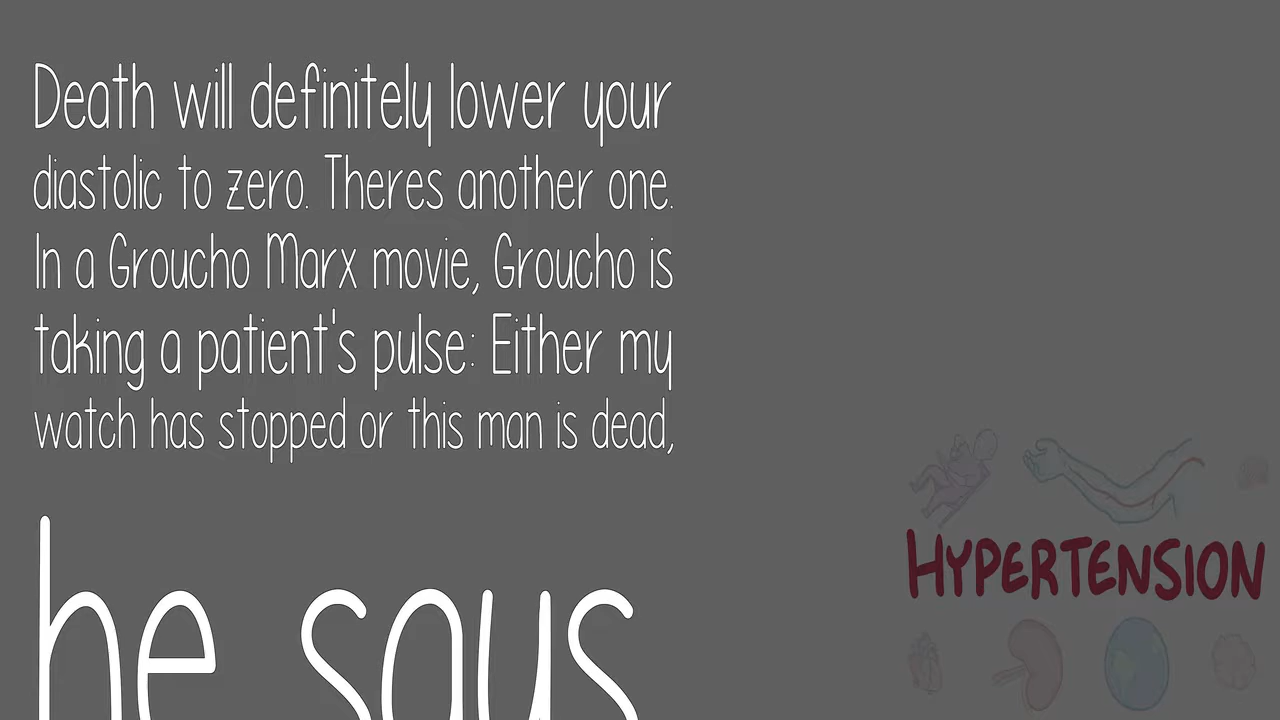 Death will definitely lower your
diastolic to zero. Theres another one.
In a Groucho Marx movie, Groucho is
taking a patient's pulse: Either my
watch has stopped or this man is dead,
he says
HYPERTENSION